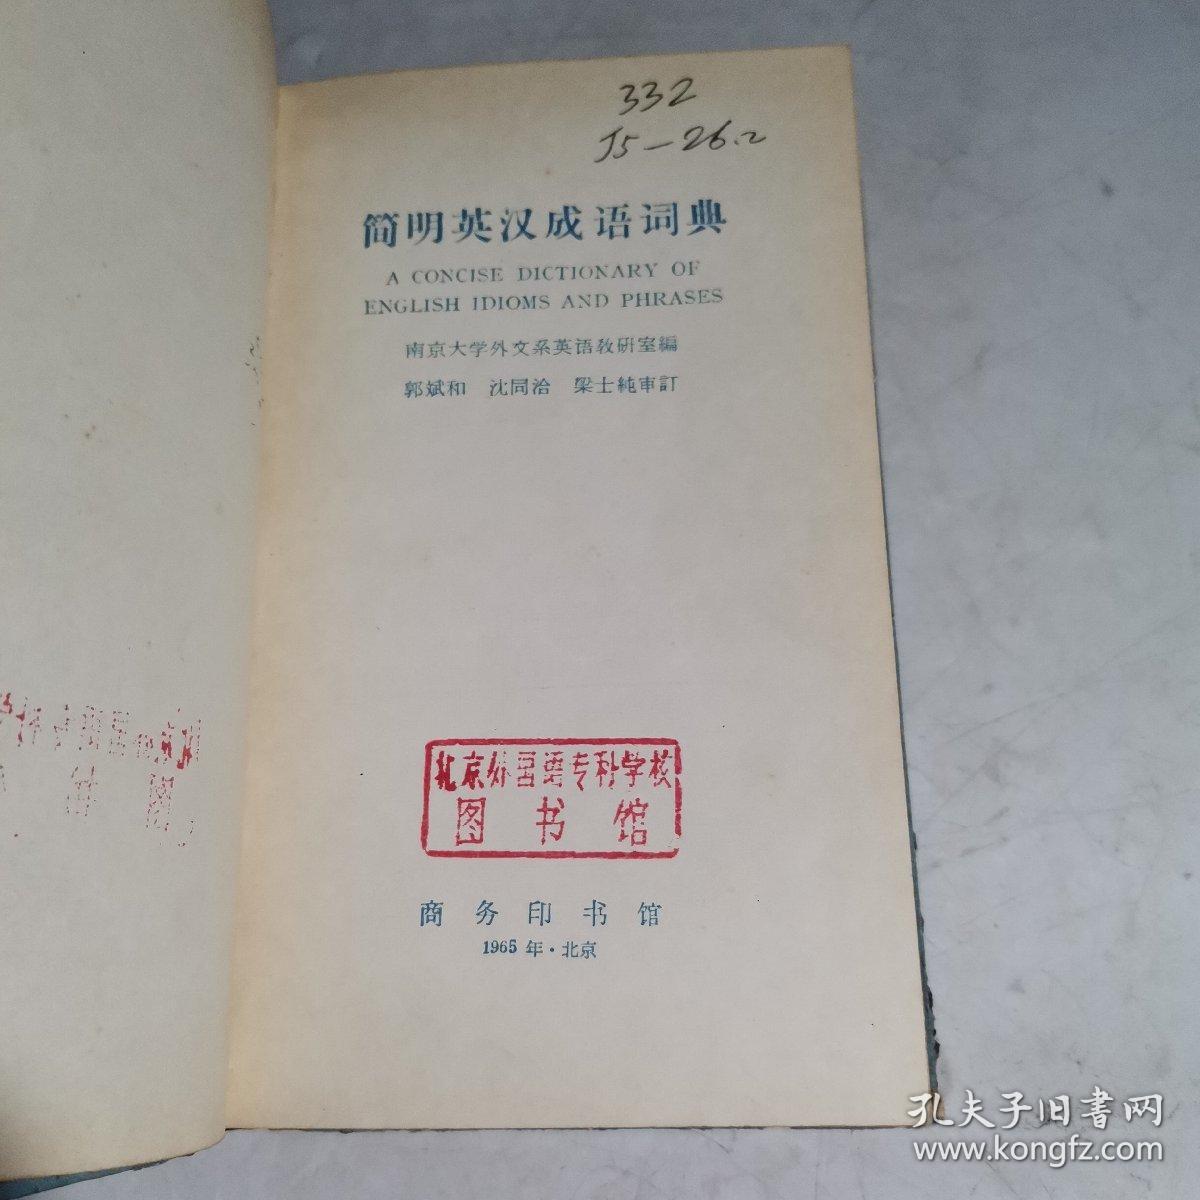 332
J5-26.2
简明英汉成语词典
A CONCISE DICTIONARY OF
ENGLISH IDIOMS AND PHRASES
南京大学外文系英语教研室編
郭斌和 沈同洽 梁士純审訂
北京外国语专科学校
图书馆
商务印书馆
1965年·北京
孔夫子旧書网
www.kongfz.com